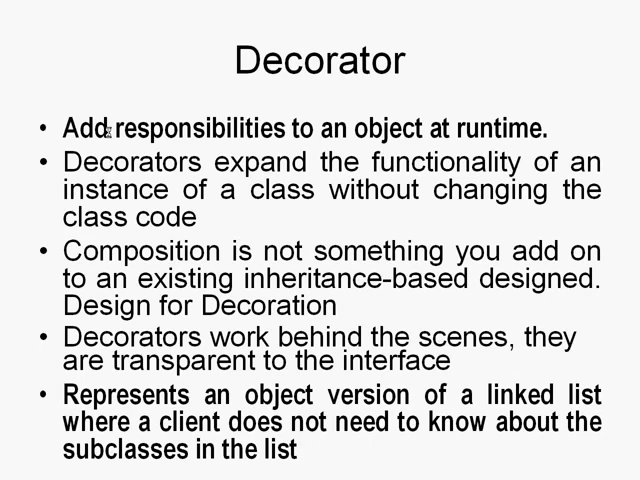 Decorator
• Add responsibilities to an object at runtime.
• Decorators expand the functionality of an
instance of a class without changing the
class code
• Composition is not something you add on
to an existing inheritance-based designed.
Design for Decoration
• Decorators work behind the scenes, they
are transparent to the interface
• Represents an object version of a linked list
where a client does not need to know about the
subclasses in the list